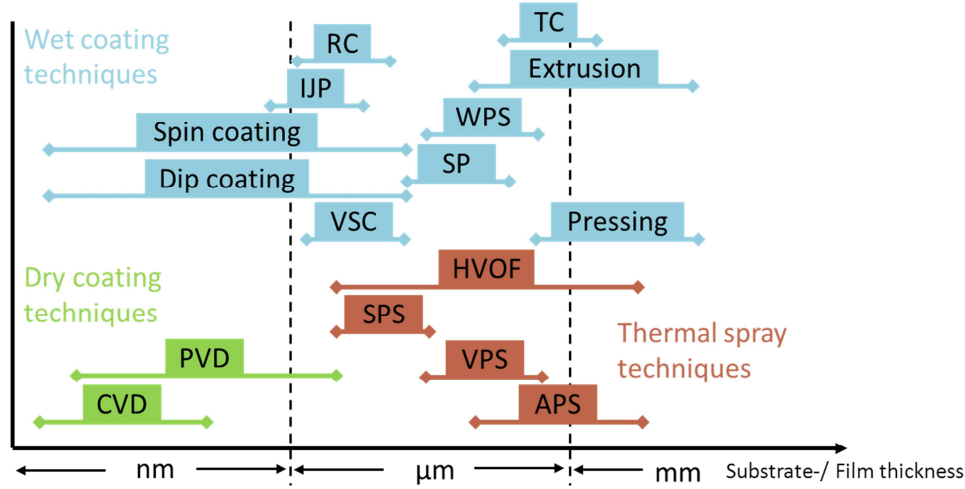 Wet coating
techniques
TC
RC
Extrusion
IJP
WPS
Spin coating
SP
Dip coating
VSC
Pressing
Dry coating
techniques
HVOF
SPS
Thermal spray
techniques
PVD
VPS
CVD
APS
nm
μm
mm
Substrate-/ Film thickness